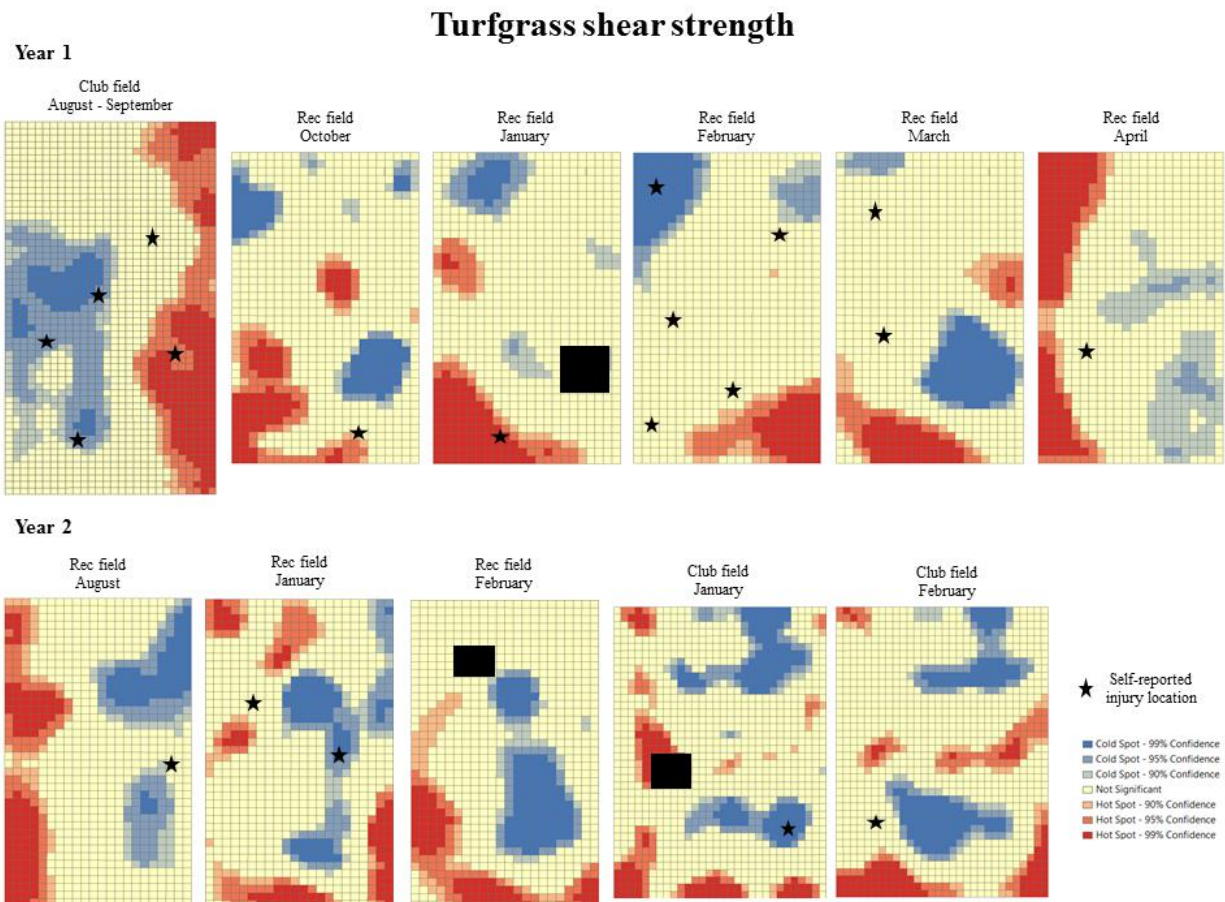 Turfgrass shear strength
Year 1
Club field
August - September
Rec field
October
Rec field
January
Rec field
February
Rec field
March
Rec field
April
Year 2
Rec field
August
Rec field
January
Rec field
February
Club field
January
Club field
February
Self-reported
injury location
Cold Spot - 99% Confidence
Cold Spot - 95% Confidence
Cold Spot - 90% Confidence
Not Significant
Hot Spot - 90% Confidence
Hot Spot - 95% Confidence
Hot Spot - 99% Confidence